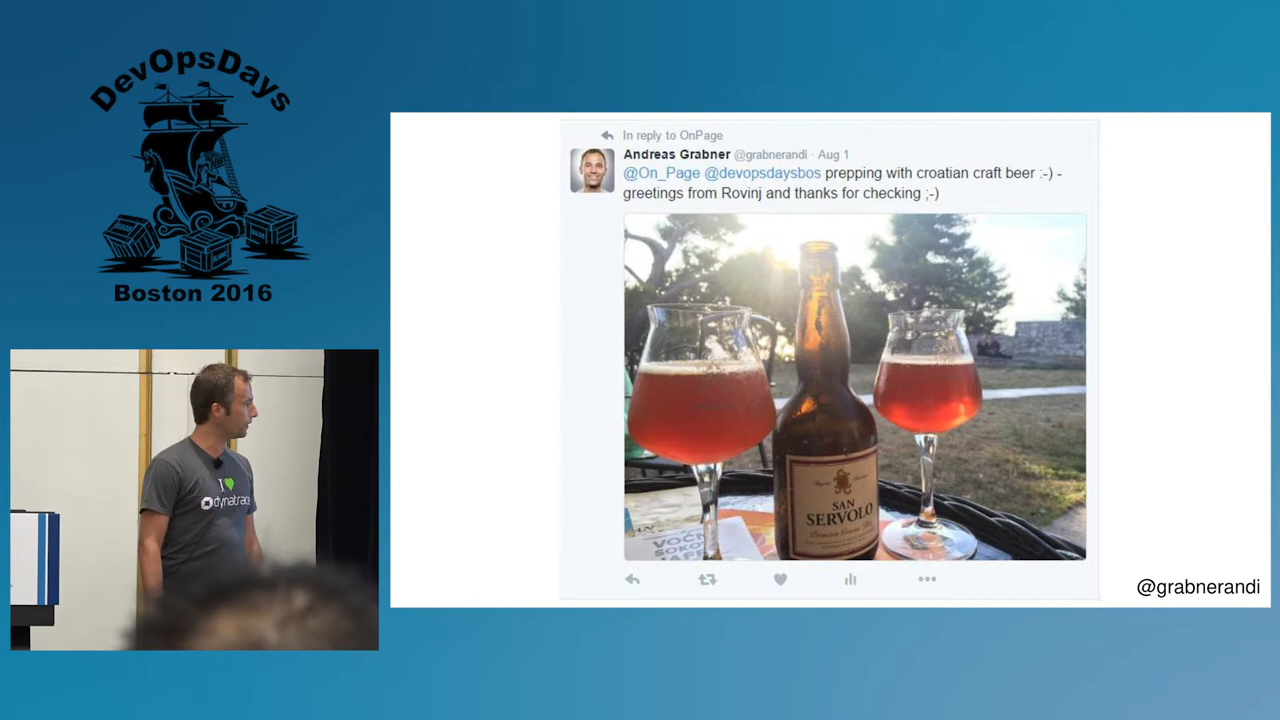 DevOpsDays
Boston 2016
I
dynatrace
In reply to OnPage
Andreas Grabner @grabnerandi · Aug 1
@On_Page @devopsdaysbos prepping with croatian craft beer :-) -
greetings from Rovinj and thanks for checking ;-)
SAN
SERVOLO
VOĆNI
SOKO
@grabnerandi